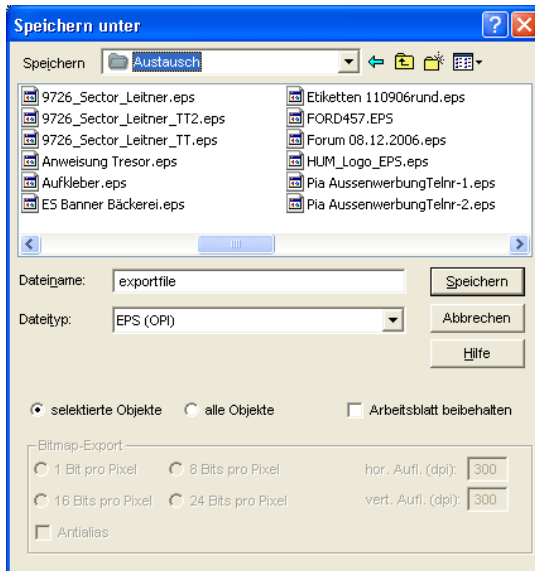 Speichern unter
Speichern Austausch
9726_Sector_Leitner.eps
9726_Sector_Leitner_TT2.eps
9726_Sector_Leitner_TT.eps
Anweisung Tresor.eps
Aufkleber.eps
ES Banner Bäckerei.eps
Etiketten 110906rund.eps
FORD457.EPS
Forum 08.12.2006.eps
HUM_Logo_EPS.eps
Pia AussenwerbungTelnr-1.eps
Pia AussenwerbungTelnr-2.eps
Dateiname: exportfile Speichern
Dateityp: EPS (OPI) Abbrechen
Hilfe
selektierte Objekte alle Objekte Arbeitsblatt beibehalten
Bitmap-Export
1 Bit pro Pixel 8 Bits pro Pixel hor. Aufl. (dpi): 300
16 Bits pro Pixel 24 Bits pro Pixel vert. Aufl. (dpi): 300
Antialias